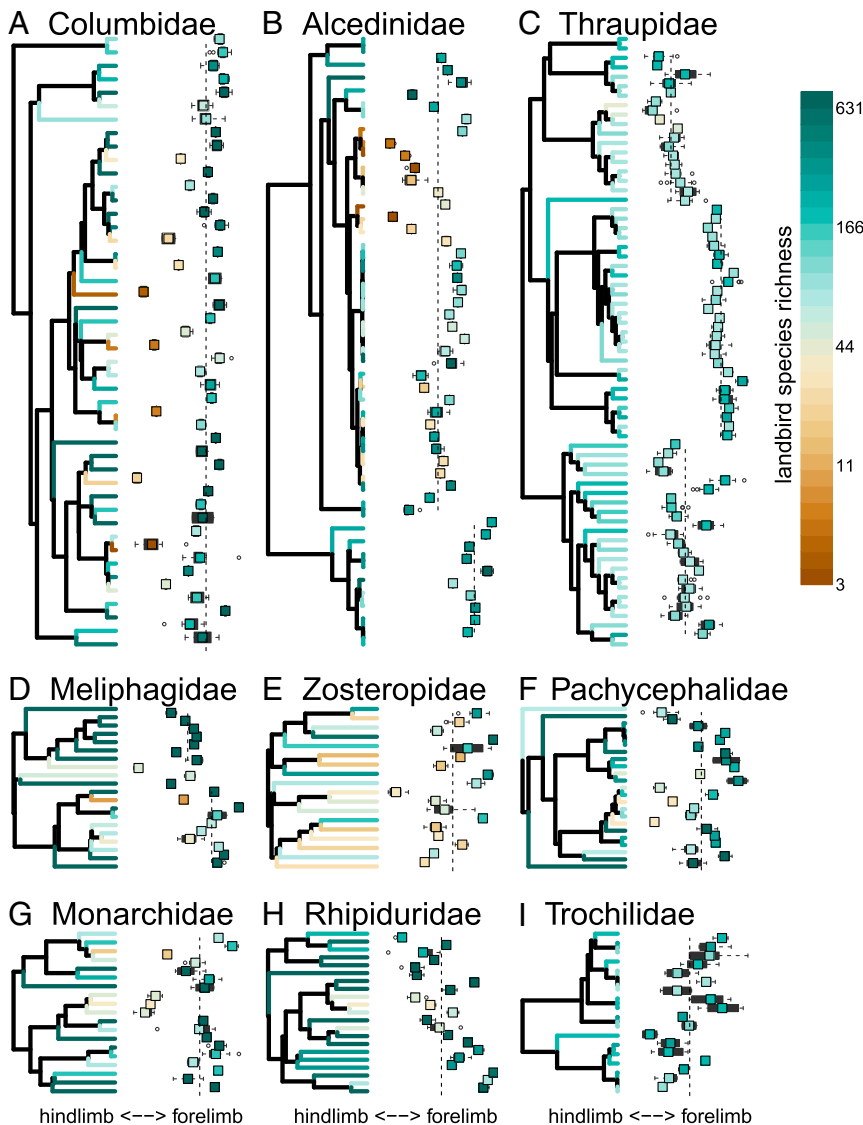 A Columbidae
B Alcedinidae
C Thraupidae
631
166
44
11
3
landbird species richness
D Meliphagidae
E Zosteropidae
F Pachycephalidae
G Monarchidae
H Rhipiduridae
I Trochilidae
hindlimb <--> forelimb
hindlimb <--> forelimb
hindlimb <--> forelimb